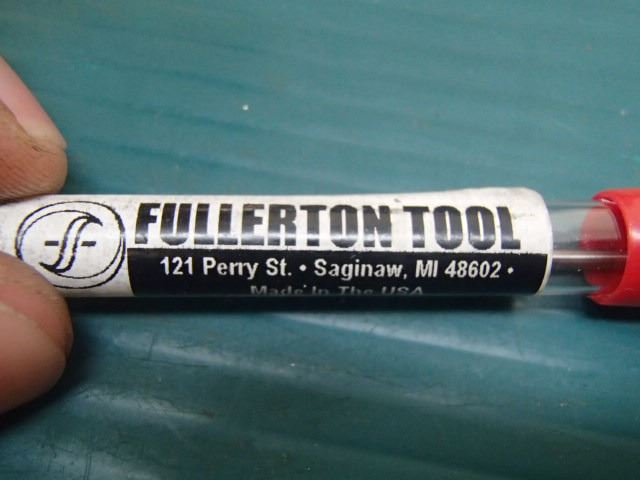 FULLERTON TOOL
121 Perry St. • Saginaw, MI 48602 •
Made In The USA